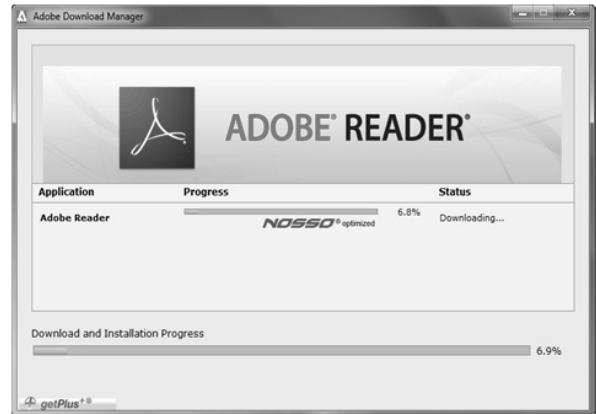 Adobe Download Manager
ADOBE® READER®
Application Progress Status
Adobe Reader 6.8% Downloading...
NOSSO® optimized
Download and Installation Progress
6.9%
getPlus+®